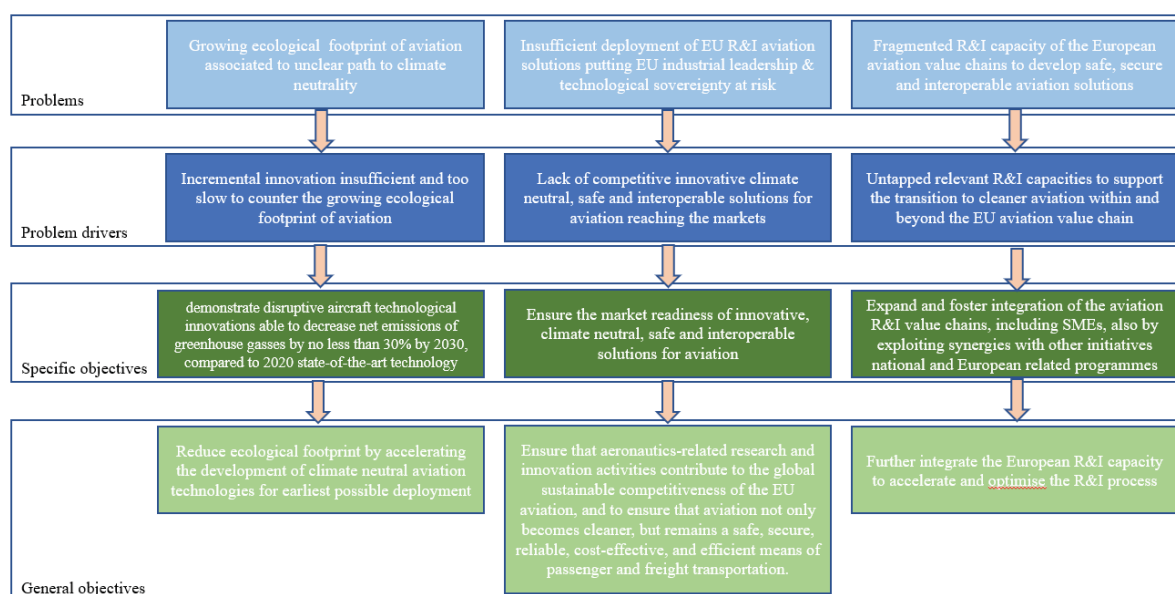 Growing ecological footprint of aviation
associated to unclear path to climate
neutrality
Insufficient deployment of EU R&I aviation
solutions putting EU industrial leadership &
technological sovereignty at risk
Fragmented R&I capacity of the European
aviation value chains to develop safe, secure
and interoperable aviation solutions
Problems
Incremental innovation insufficient and too
slow to counter the growing ecological
footprint of aviation
Lack of competitive innovative climate
neutral, safe and interoperable solutions for
aviation reaching the markets
Untapped relevant R&I capacities to support
the transition to cleaner aviation within and
beyond the EU aviation value chain
Problem drivers
demonstrate disruptive aircraft technological
innovations able to decrease net emissions of
greenhouse gasses by no less than 30% by 2030,
compared to 2020 state-of-the-art technology
Ensure the market readiness of innovative,
climate neutral, safe and interoperable
solutions for aviation
Expand and foster integration of the aviation
R&I value chains, including SMEs, also by
exploiting synergies with other initiatives
national and European related programmes
Specific objectives
Reduce ecological footprint by accelerating
the development of climate neutral aviation
technologies for earliest possible deployment
Ensure that aeronautics-related research and
innovation activities contribute to the global
sustainable competitiveness of the EU
aviation, and to ensure that aviation not only
becomes cleaner, but remains a safe, secure,
reliable, cost-effective, and efficient means of
passenger and freight transportation.
Further integrate the European R&I capacity
to accelerate and optimise the R&I process
General objectives